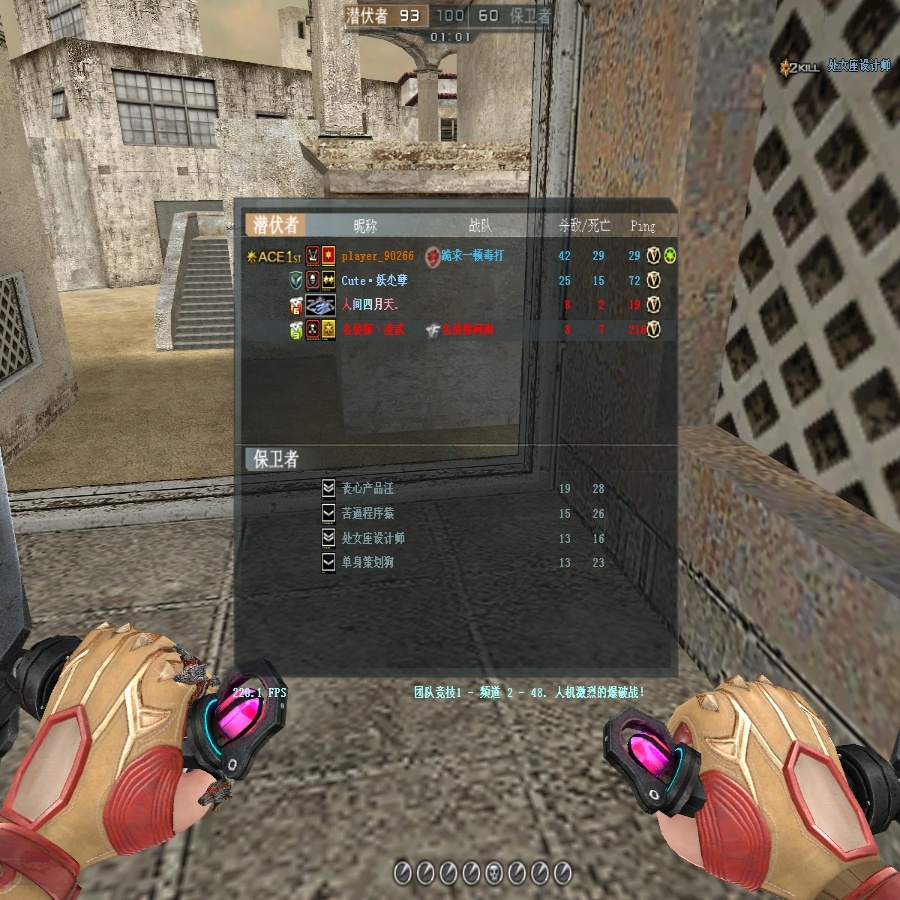 潜伏者 93 100 60 保卫者
01:01
2KILL 处女座设计师
潜伏者 昵称 战队 杀敌/死亡 Ping
ACE 1ST player_90266 跪求一顿毒打 42 29 29
Cute·妖尘孽 25 15 72
人间四月天. 8 2 19
8 7 216
保卫者
丧心产品汪 19 28
苦逼程序猿 15 26
处女座设计师 13 16
单身策划狗 13 23
220.1 FPS 团队竞技1 - 频道 2 - 48. 人机激烈的爆破战!